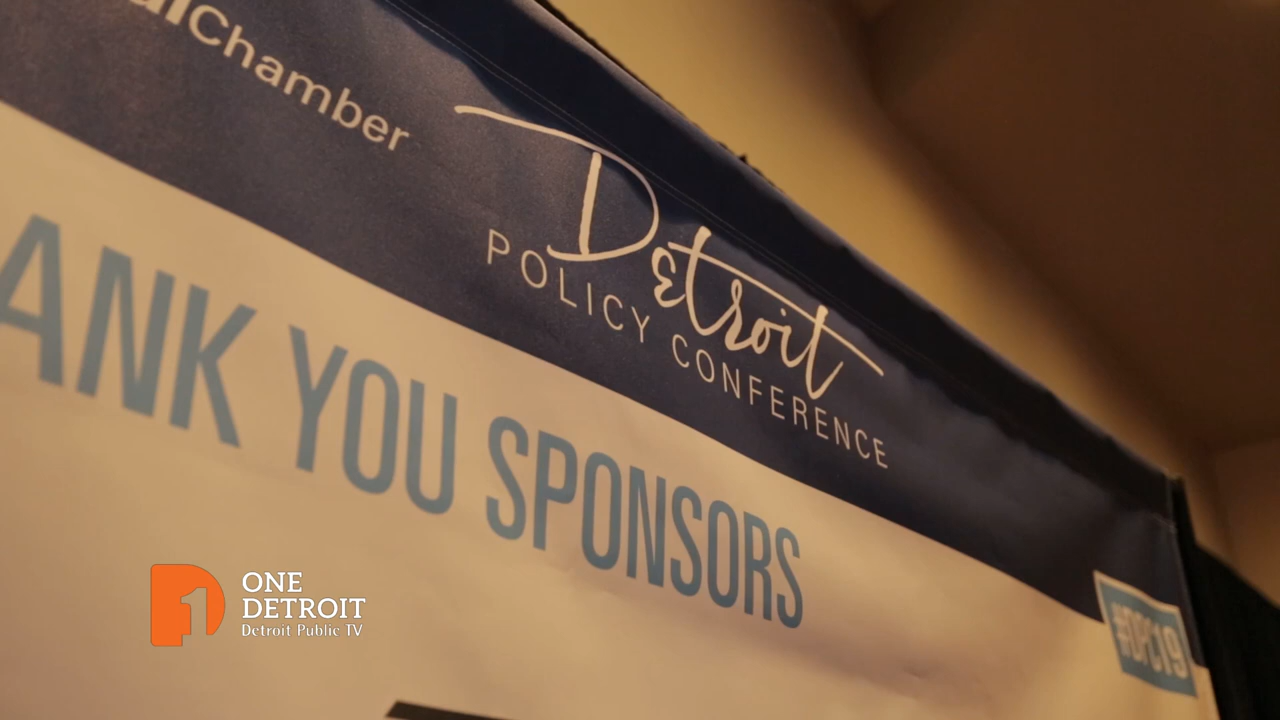 Chamber
Detroit
POLICY CONFERENCE
ANK YOU SPONSORS
#DPC19
ONE
DETROIT
Detroit Public TV